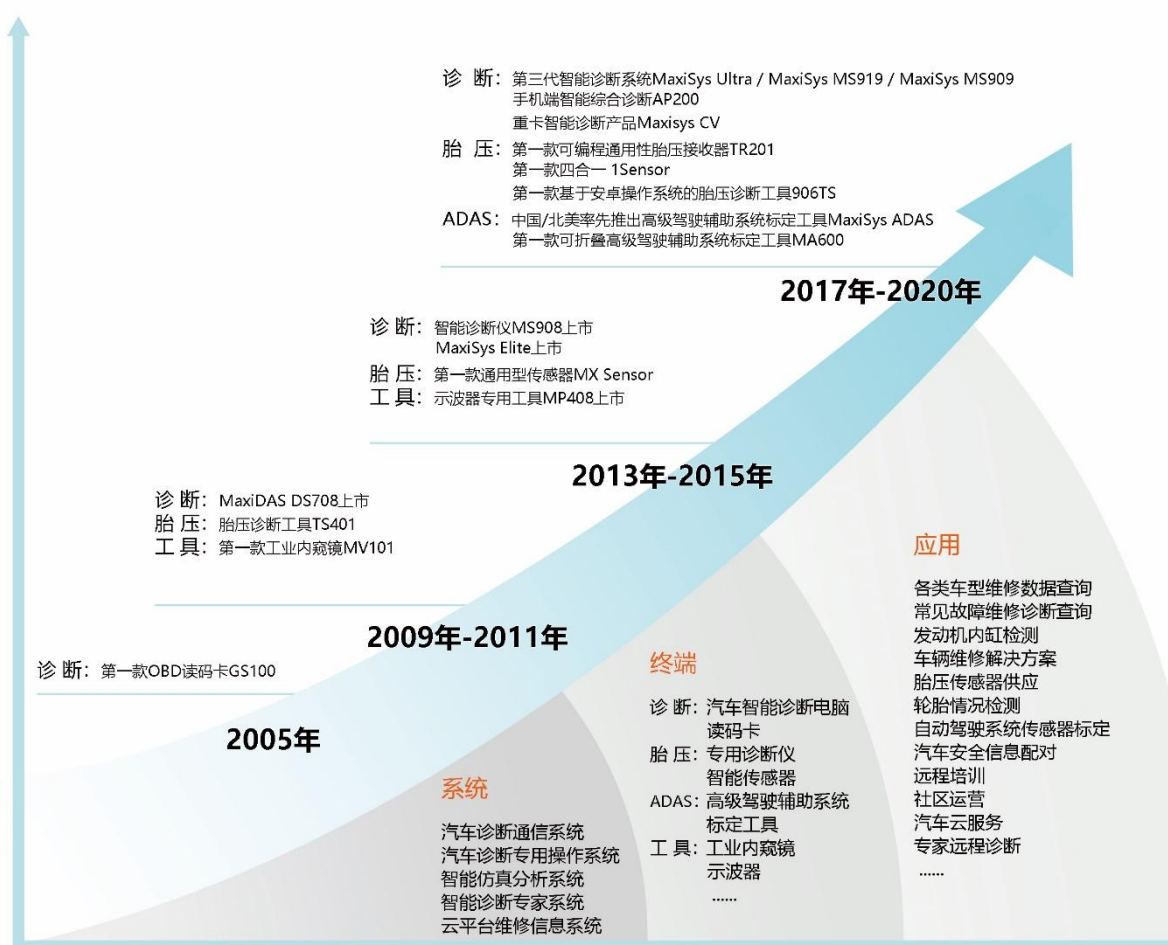 诊 断：第三代智能诊断系统MaxiSys Ultra / MaxiSys MS919 / MaxiSys MS909
手机端智能综合诊断AP200
重卡智能诊断产品Maxisys CV
胎 压：第一款可编程通用性胎压接收器TR201
第一款四合一 1Sensor
第一款基于安卓操作系统的胎压诊断工具906TS
ADAS：中国/北美率先推出高级驾驶辅助系统标定工具MaxiSys ADAS
第一款可折叠高级驾驶辅助系统标定工具MA600
2017年-2020年
诊 断：智能诊断仪MS908上市
MaxiSys Elite上市
胎 压：第一款通用型传感器MX Sensor
工 具：示波器专用工具MP408上市
2013年-2015年
诊 断：MaxiDAS DS708上市
胎 压：胎压诊断工具TS401
工 具：第一款工业内窥镜MV101
2009年-2011年
诊 断：第一款OBD读码卡GS100
2005年
系统
汽车诊断通信系统
汽车诊断专用操作系统
智能仿真分析系统
智能诊断专家系统
云平台维修信息系统
终端
诊 断：汽车智能诊断电脑
读码卡
胎 压：专用诊断仪
智能传感器
ADAS：高级驾驶辅助系统
标定工具
工 具：工业内窥镜
示波器
......
应用
各类车型维修数据查询
常见故障维修诊断查询
发动机内缸检测
车辆维修解决方案
胎压传感器供应
轮胎情况检测
自动驾驶系统传感器标定
汽车安全信息配对
远程培训
社区运营
汽车云服务
专家远程诊断
......